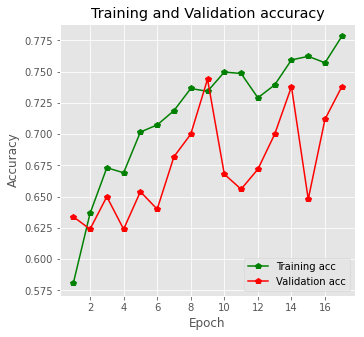 Training and Validation accuracy
0.775
0.750
0.725
0.700
0.675
0.650
0.625
0.600
0.575
Accuracy
Training acc
Validation acc
2 4 6 8 10 12 14 16
Epoch